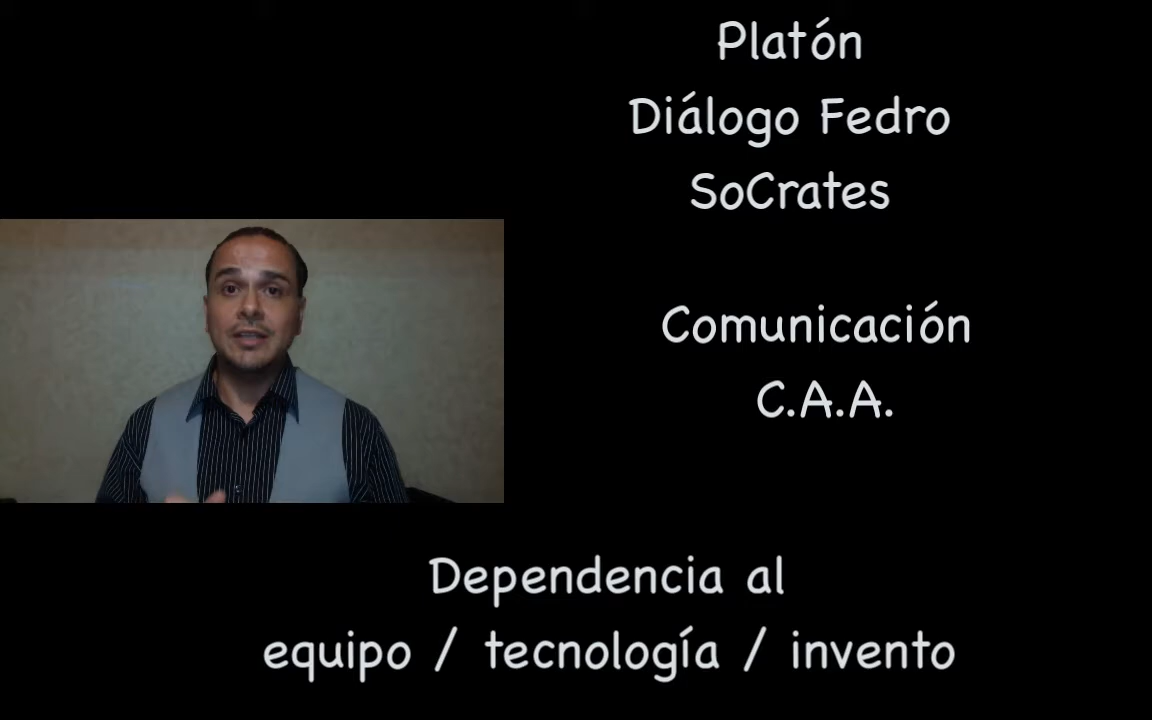 Platón
Diálogo Fedro
SoCrates
Comunicación
C.A.A.
Dependencia al
equipo / tecnología / invento